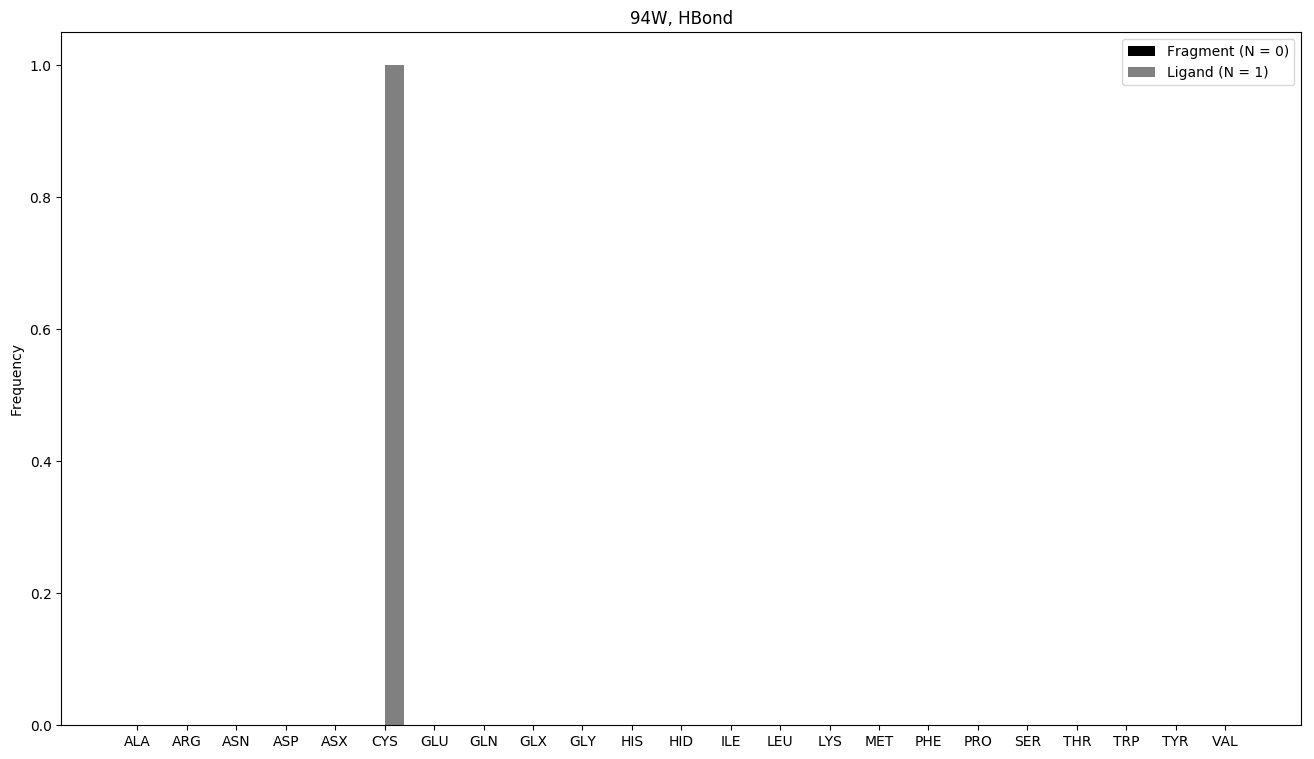 94W, HBond
Fragment (N = 0)
Ligand (N = 1)
1.0
0.8
0.6
0.4
0.2
0.0
Frequency
ALA ARG ASN ASP ASX CYS GLU GLN GLX GLY HIS HID ILE LEU LYS MET PHE PRO SER THR TRP TYR VAL